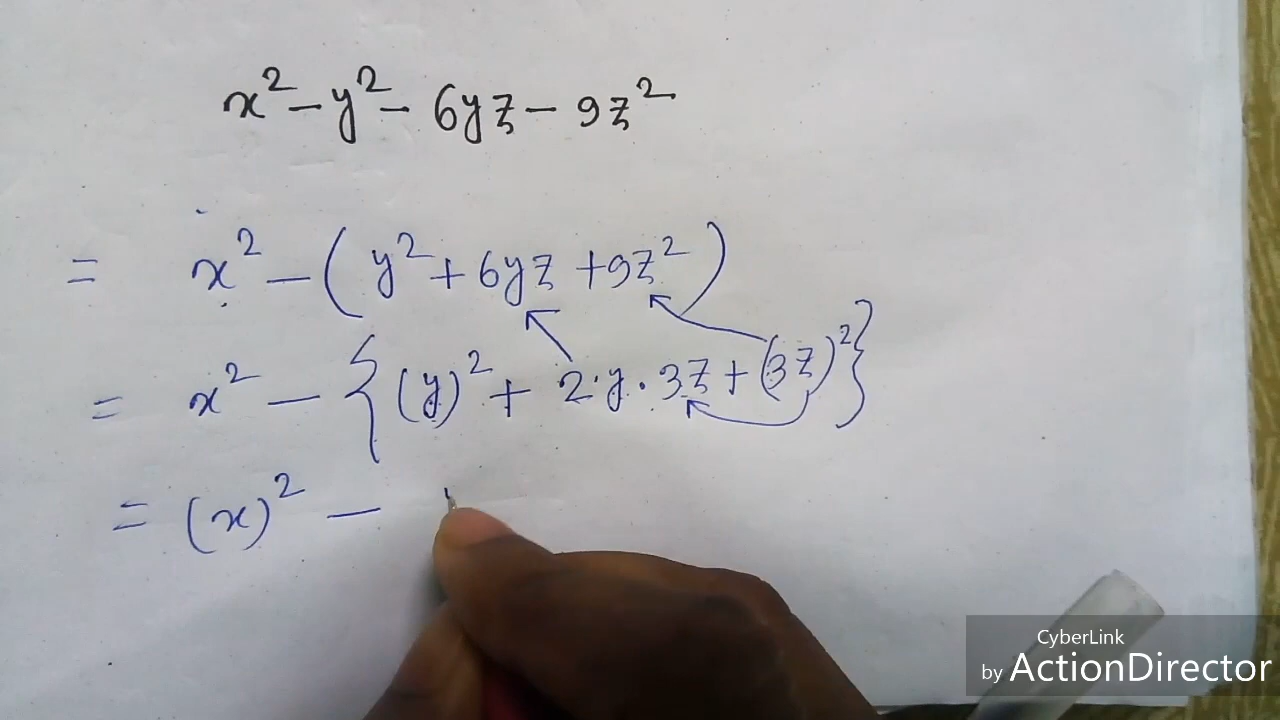 x² - y² - 6yz - 9z²
= x² - ( y² + 6yz + 9z² )
= x² - { (y)² + 2·y·3z + (3z)² }
= (x)² -
CyberLink
by ActionDirector